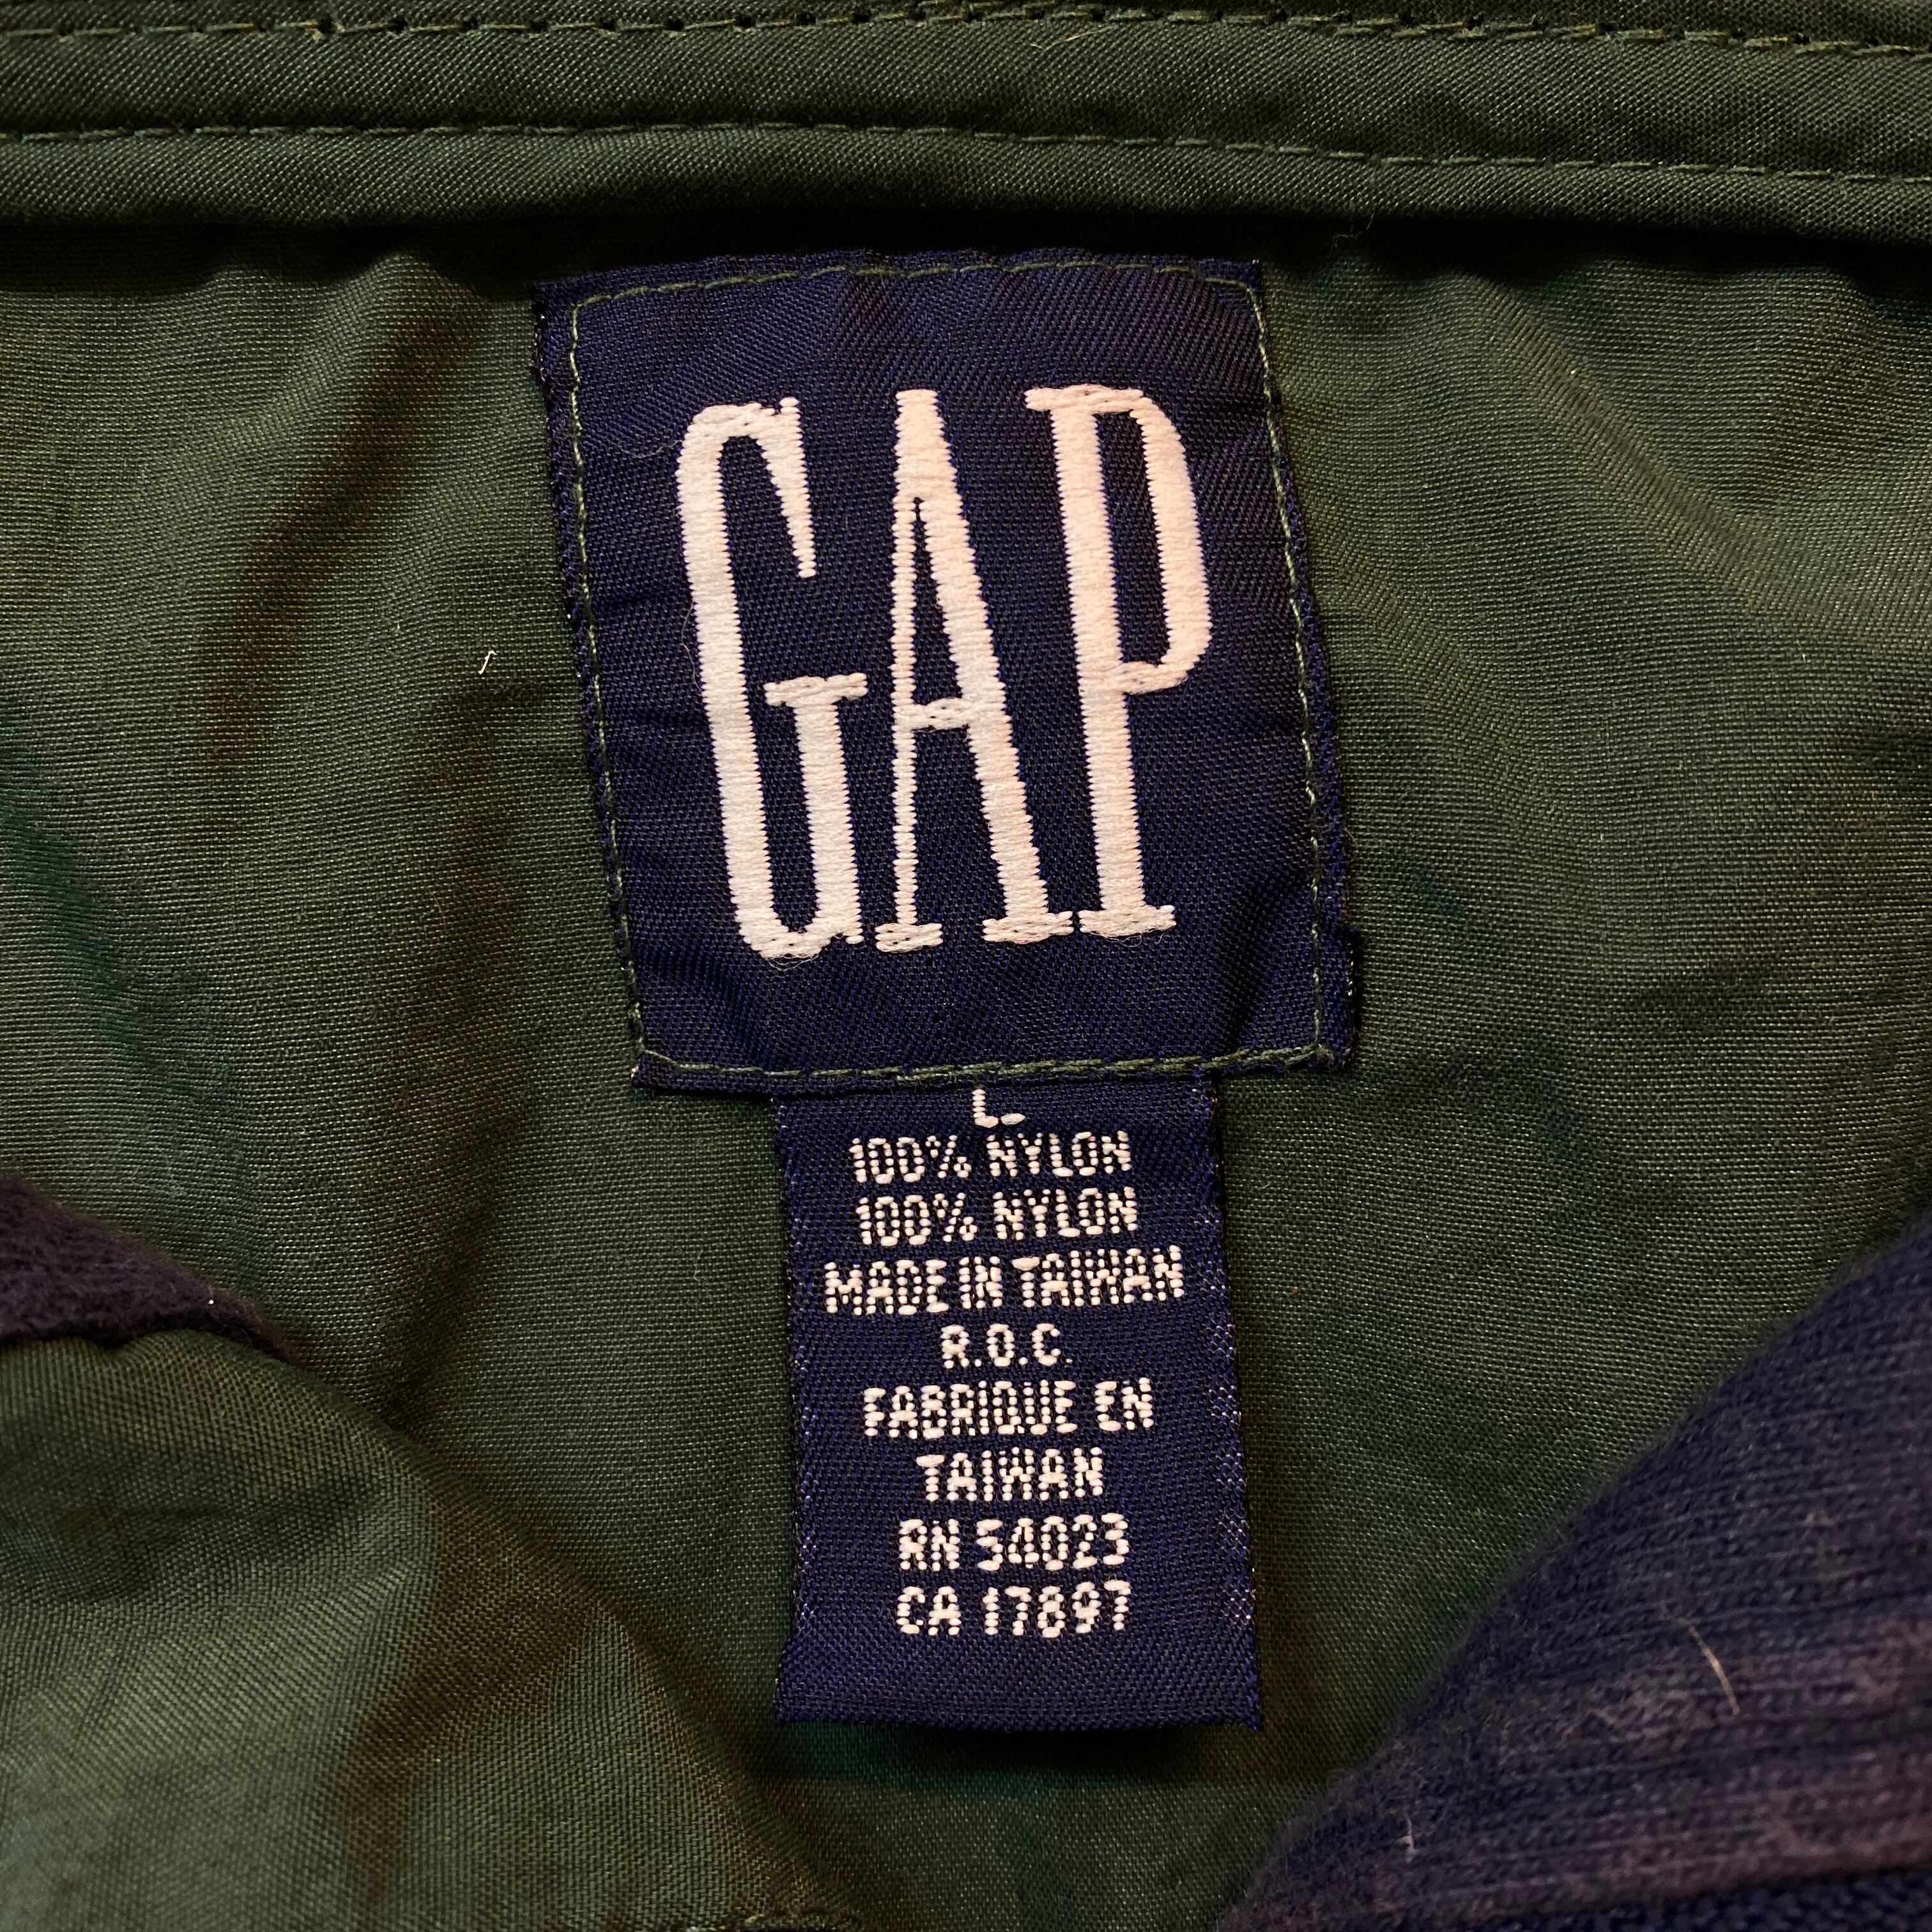 GAP
L.
100% NYLON
100% NYLON
MADE IN TAIWAN
R.O.C.
FABRIQUE EN
TAIWAN
RN 54023
CA 17897